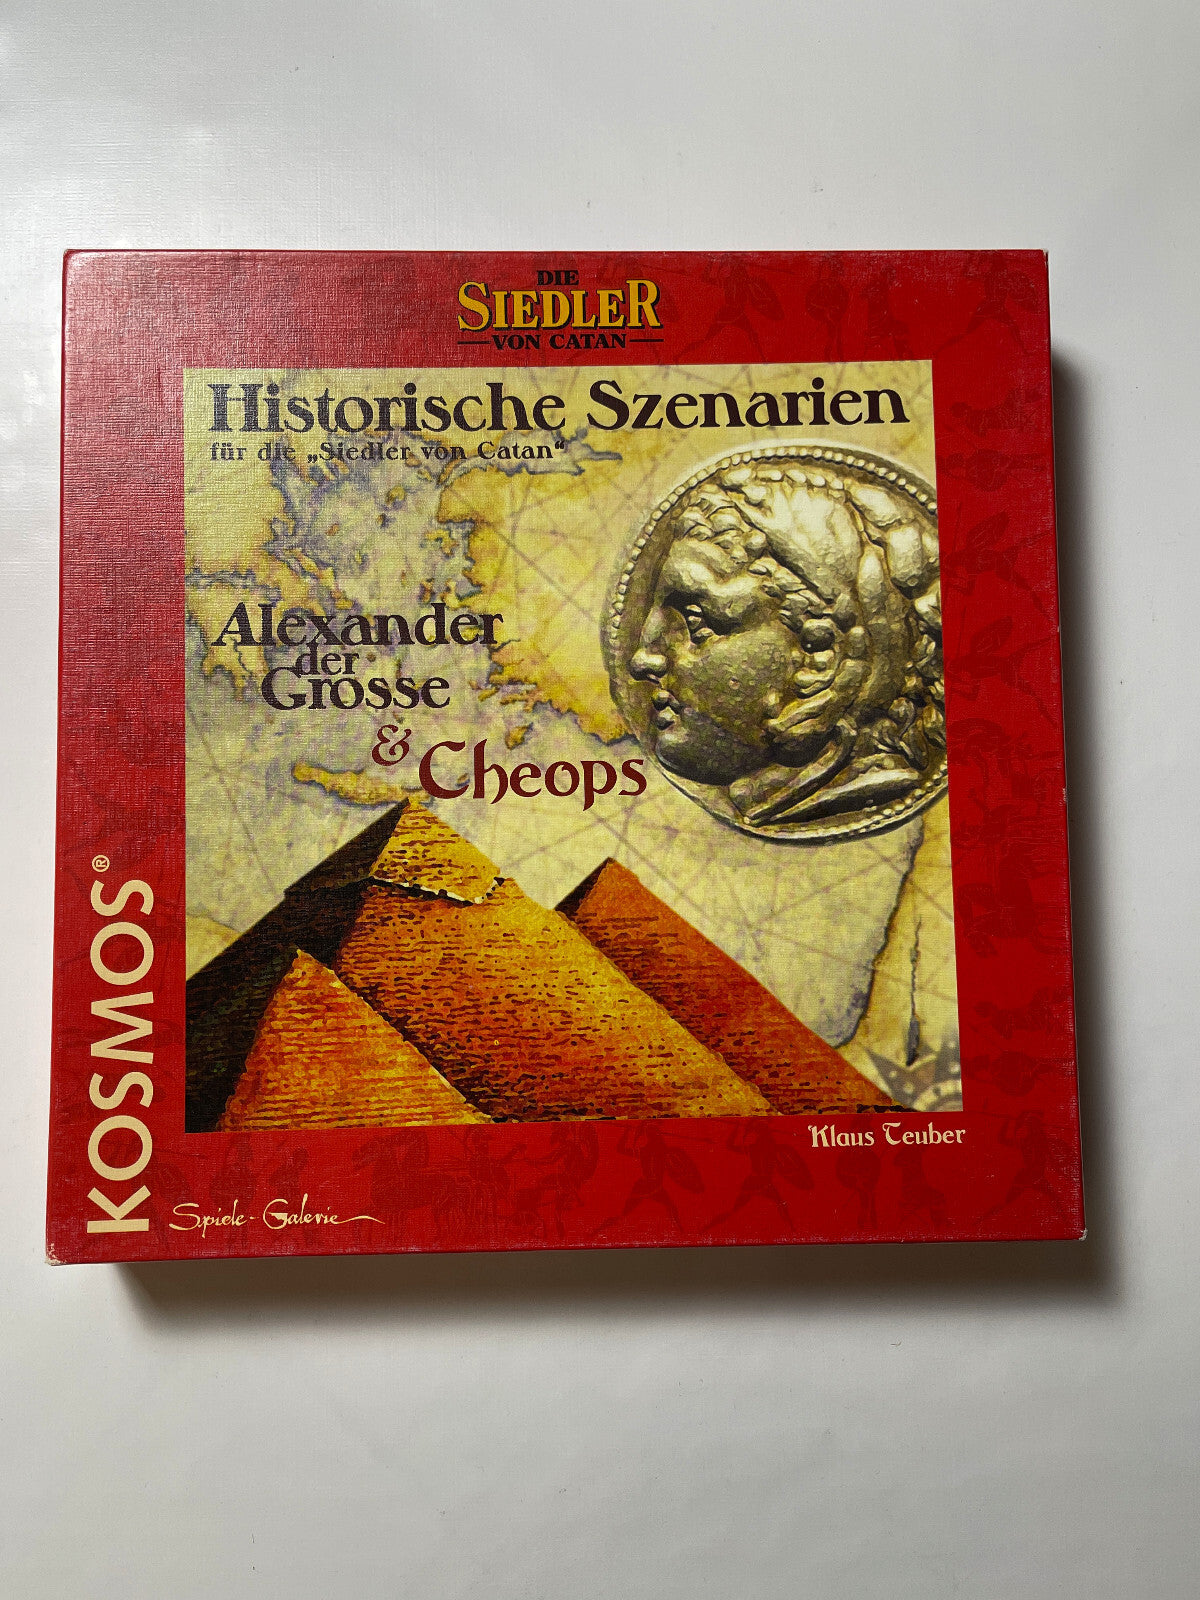 DIE
SIEDLER
VON CATAN
Historische Szenarien
für die „Siedler von Catan“
Alexander
der
Grosse
& Cheops
KOSMOS®
Klaus Teuber
Spiele-Galerie